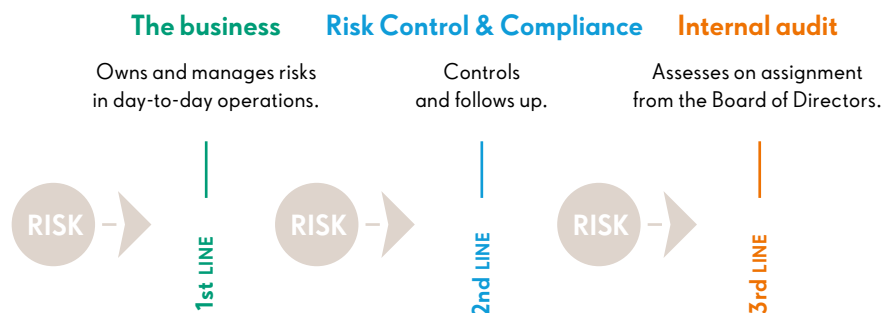 The business
Owns and manages risks
in day-to-day operations.
Risk Control & Compliance
Controls
and follows up.
Internal audit
Assesses on assignment
from the Board of Directors.
RISK
1st LINE
RISK
2nd LINE
RISK
3rd LINE